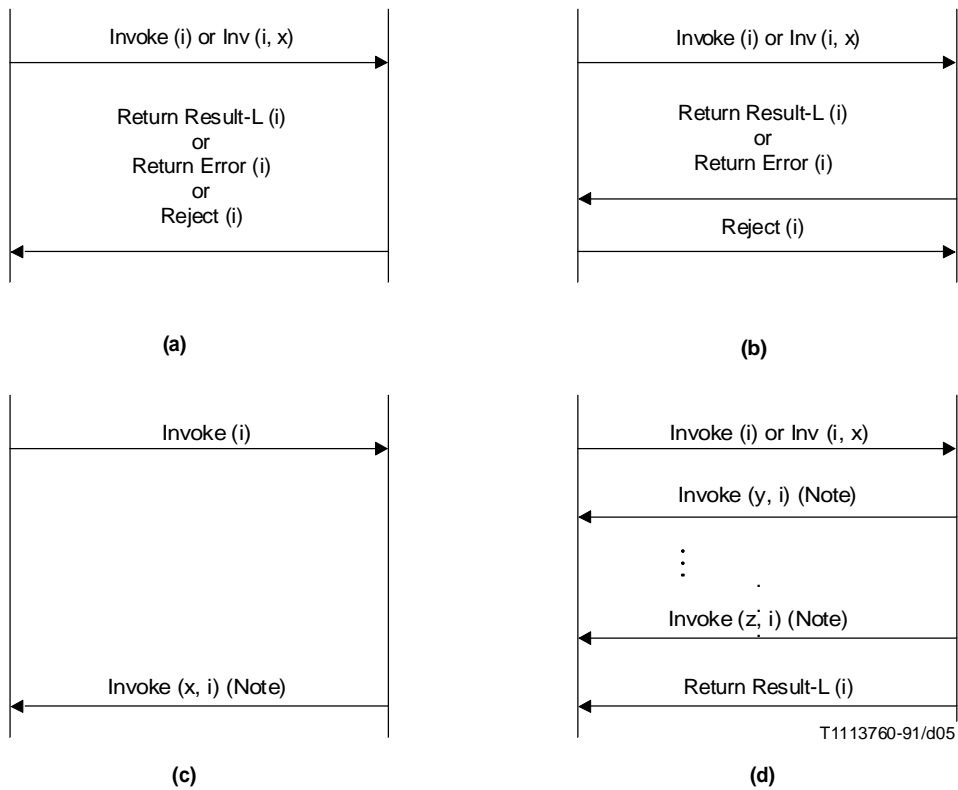 Invoke (i) or Inv (i, x)
Return Result-L (i)
or
Return Error (i)
or
Reject (i)
(a)
Invoke (i) or Inv (i, x)
Return Result-L (i)
or
Return Error (i)
Reject (i)
(b)
Invoke (i)
Invoke (x, i) (Note)
(c)
Invoke (i) or Inv (i, x)
Invoke (y, i) (Note)
Invoke (z, i) (Note)
Return Result-L (i)
T1113760-91/d05
(d)